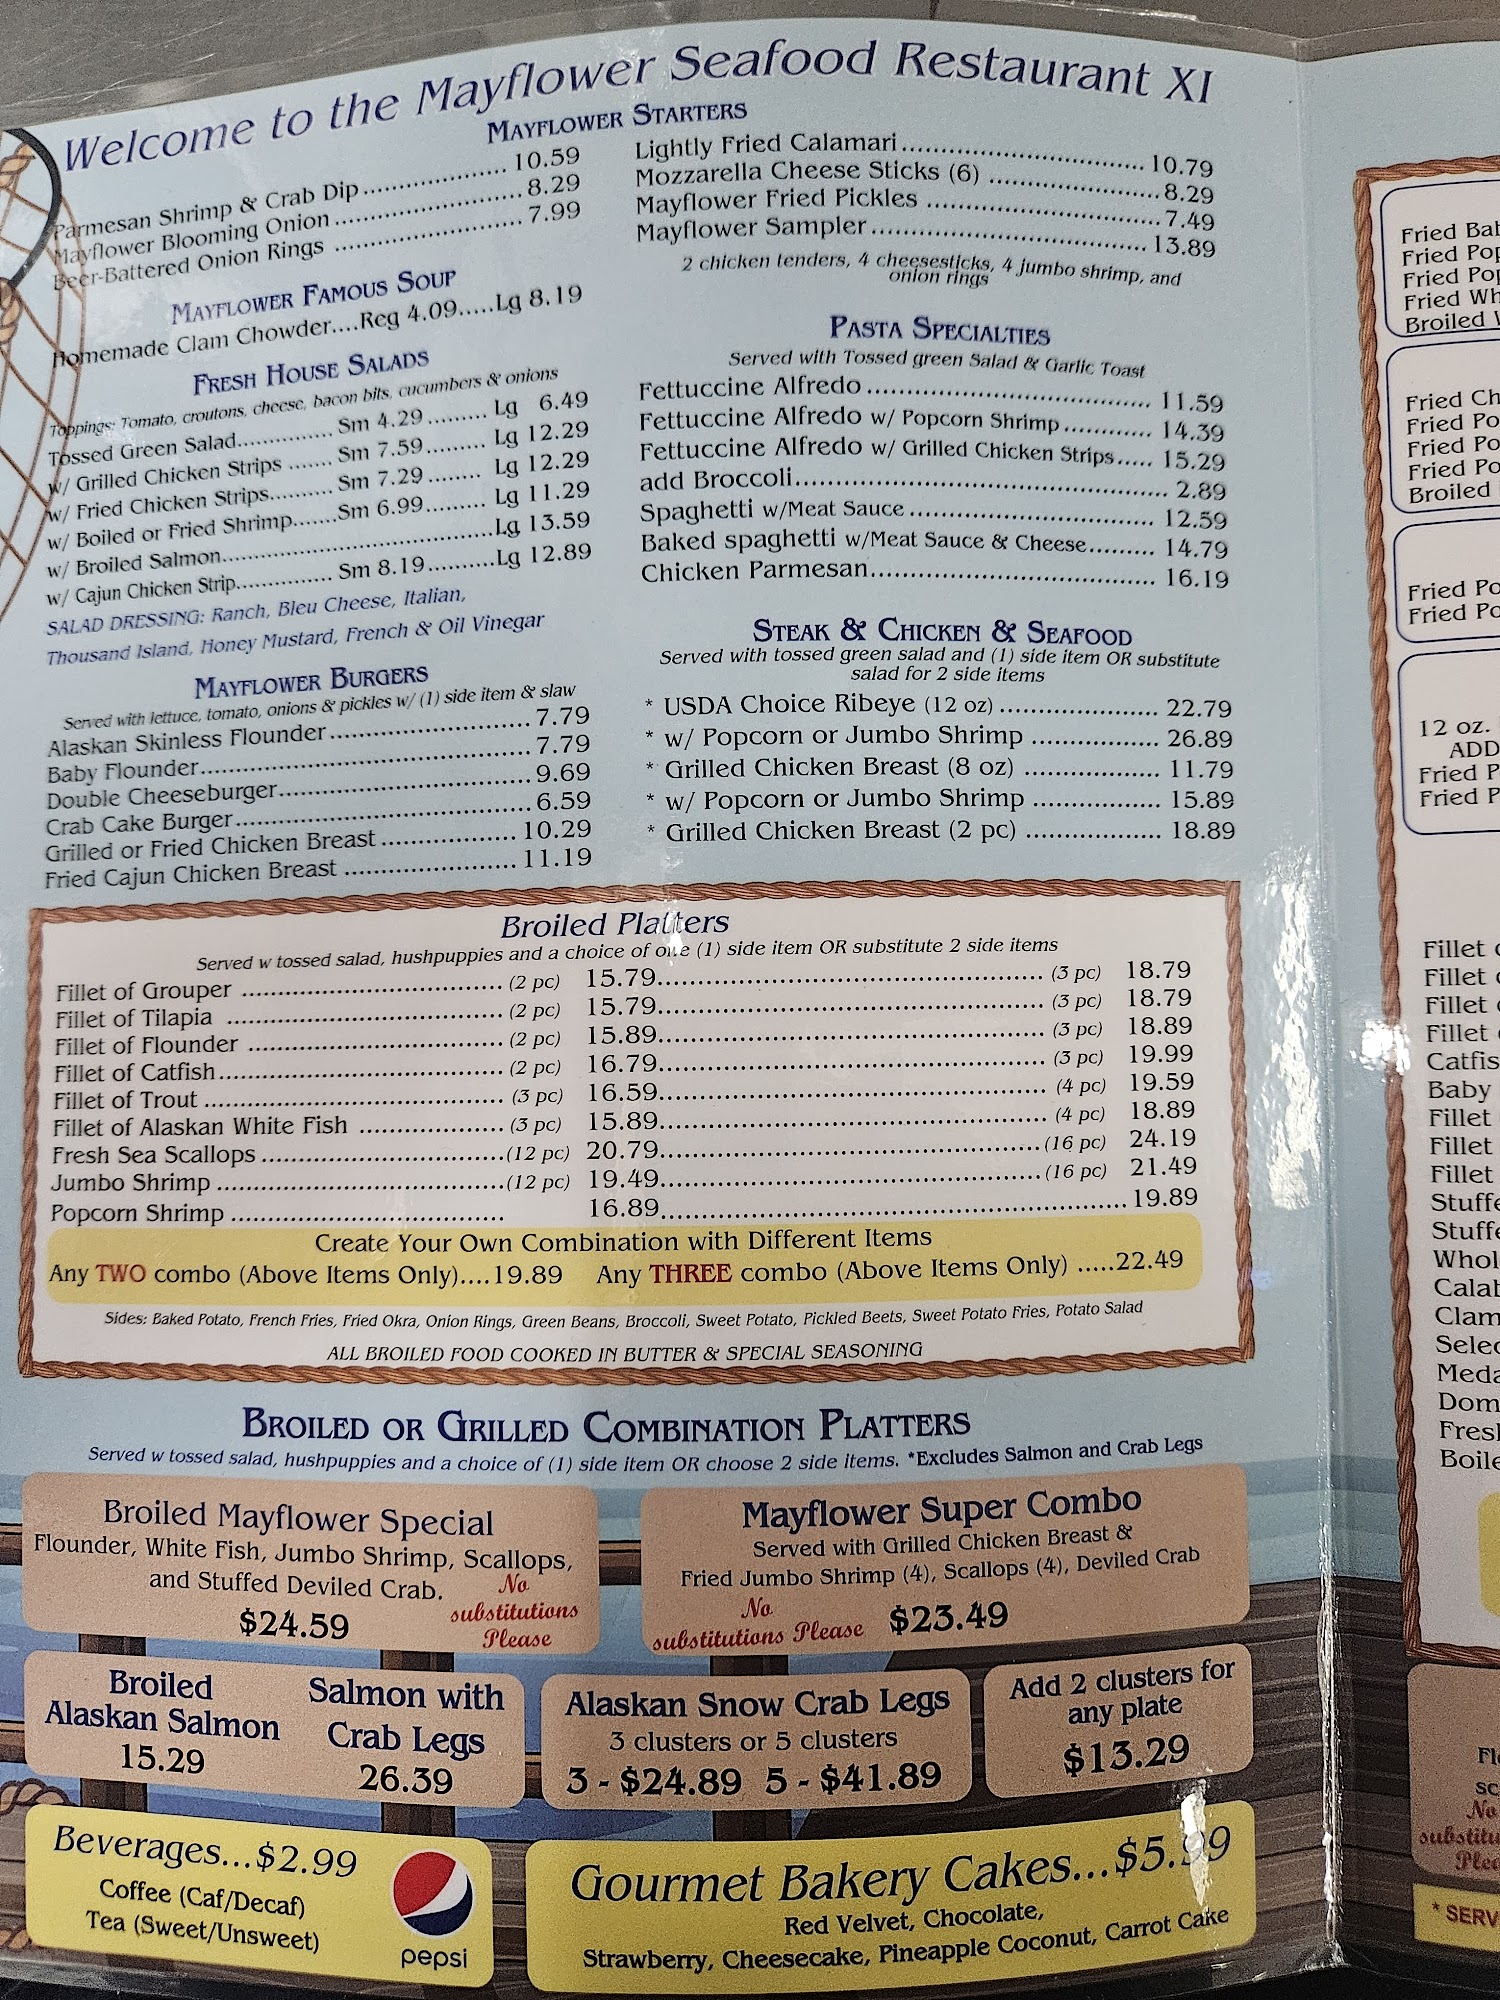 Welcome to the Mayflower Seafood Restaurant XI
MAYFLOWER STARTERS
Parmesan Shrimp & Crab Dip 10.59
Mayflower Blooming Onion 8.29
Beer-Battered Onion Rings 7.99
Lightly Fried Calamari 10.79
Mozzarella Cheese Sticks (6) 8.29
Mayflower Fried Pickles 7.49
Mayflower Sampler 13.89
2 chicken tenders, 4 cheesesticks, 4 jumbo shrimp, and
onion rings
MAYFLOWER FAMOUS SOUP
Homemade Clam Chowder....Reg 4.09.....Lg 8.19
FRESH HOUSE SALADS
Toppings: Tomato, croutons, cheese, bacon bits, cucumbers & onions
Tossed Green Salad Sm 4.29 Lg 6.49
w/ Grilled Chicken Strips Sm 7.59 Lg 12.29
w/ Fried Chicken Strips Sm 7.29 Lg 12.29
w/ Boiled or Fried Shrimp Sm 6.99 Lg 11.29
w/ Broiled Salmon Lg 13.59
w/ Cajun Chicken Strip Sm 8.19 Lg 12.89
SALAD DRESSING: Ranch, Bleu Cheese, Italian,
Thousand Island, Honey Mustard, French & Oil Vinegar
MAYFLOWER BURGERS
Served with lettuce, tomato, onions & pickles w/ (1) side item & slaw
Alaskan Skinless Flounder 7.79
Baby Flounder 7.79
Double Cheeseburger 9.69
Crab Cake Burger 6.59
Grilled or Fried Chicken Breast 10.29
Fried Cajun Chicken Breast 11.19
PASTA SPECIALTIES
Served with Tossed green Salad & Garlic Toast
Fettuccine Alfredo 11.59
Fettuccine Alfredo w/ Popcorn Shrimp 14.39
Fettuccine Alfredo w/ Grilled Chicken Strips 15.29
add Broccoli 2.89
Spaghetti w/Meat Sauce 12.59
Baked spaghetti w/Meat Sauce & Cheese 14.79
Chicken Parmesan 16.19
STEAK & CHICKEN & SEAFOOD
Served with tossed green salad and (1) side item OR substitute
salad for 2 side items
* USDA Choice Ribeye (12 oz) 22.79
* w/ Popcorn or Jumbo Shrimp 26.89
* Grilled Chicken Breast (8 oz) 11.79
* w/ Popcorn or Jumbo Shrimp 15.89
* Grilled Chicken Breast (2 pc) 18.89
Broiled Platters
Served w tossed salad, hushpuppies and a choice of one (1) side item OR substitute 2 side items
Fillet of Grouper (2 pc) 15.79 (3 pc) 18.79
Fillet of Tilapia (2 pc) 15.79 (3 pc) 18.79
Fillet of Flounder (2 pc) 15.89 (3 pc) 18.89
Fillet of Catfish (2 pc) 16.79 (3 pc) 19.99
Fillet of Trout (3 pc) 16.59 (4 pc) 19.59
Fillet of Alaskan White Fish (3 pc) 15.89 (4 pc) 18.89
Fresh Sea Scallops (12 pc) 20.79 (16 pc) 24.19
Jumbo Shrimp (12 pc) 19.49 (16 pc) 21.49
Popcorn Shrimp 16.89 19.89
Create Your Own Combination with Different Items
Any TWO combo (Above Items Only)....19.89 Any THREE combo (Above Items Only) .....22.49
Sides: Baked Potato, French Fries, Fried Okra, Onion Rings, Green Beans, Broccoli, Sweet Potato, Pickled Beets, Sweet Potato Fries, Potato Salad
ALL BROILED FOOD COOKED IN BUTTER & SPECIAL SEASONING
BROILED OR GRILLED COMBINATION PLATTERS
Served w tossed salad, hushpuppies and a choice of (1) side item OR choose 2 side items. *Excludes Salmon and Crab Legs
Broiled Mayflower Special
Flounder, White Fish, Jumbo Shrimp, Scallops,
and Stuffed Deviled Crab.
$24.59
No
substitutions
Please
Mayflower Super Combo
Served with Grilled Chicken Breast &
Fried Jumbo Shrimp (4), Scallops (4), Deviled Crab
No
substitutions Please
$23.49
Broiled
Alaskan Salmon
15.29
Salmon with
Crab Legs
26.39
Alaskan Snow Crab Legs
3 clusters or 5 clusters
3 - $24.89 5 - $41.89
Add 2 clusters for
any plate
$13.29
Beverages...$2.99
Coffee (Caf/Decaf)
Tea (Sweet/Unsweet)
pepsi
Gourmet Bakery Cakes...$5.99
Red Velvet, Chocolate,
Strawberry, Cheesecake, Pineapple Coconut, Carrot Cake
Fried
Fried
Fried
Fried
Broiled
Fried
Fried
Fried
Fried
Broiled
Fried
Fried
12 oz.
ADD
Fried
Fried
Fillet
Fillet
Fillet
Fillet
Baby
Fillet
Fillet
Fillet
No
* SERV